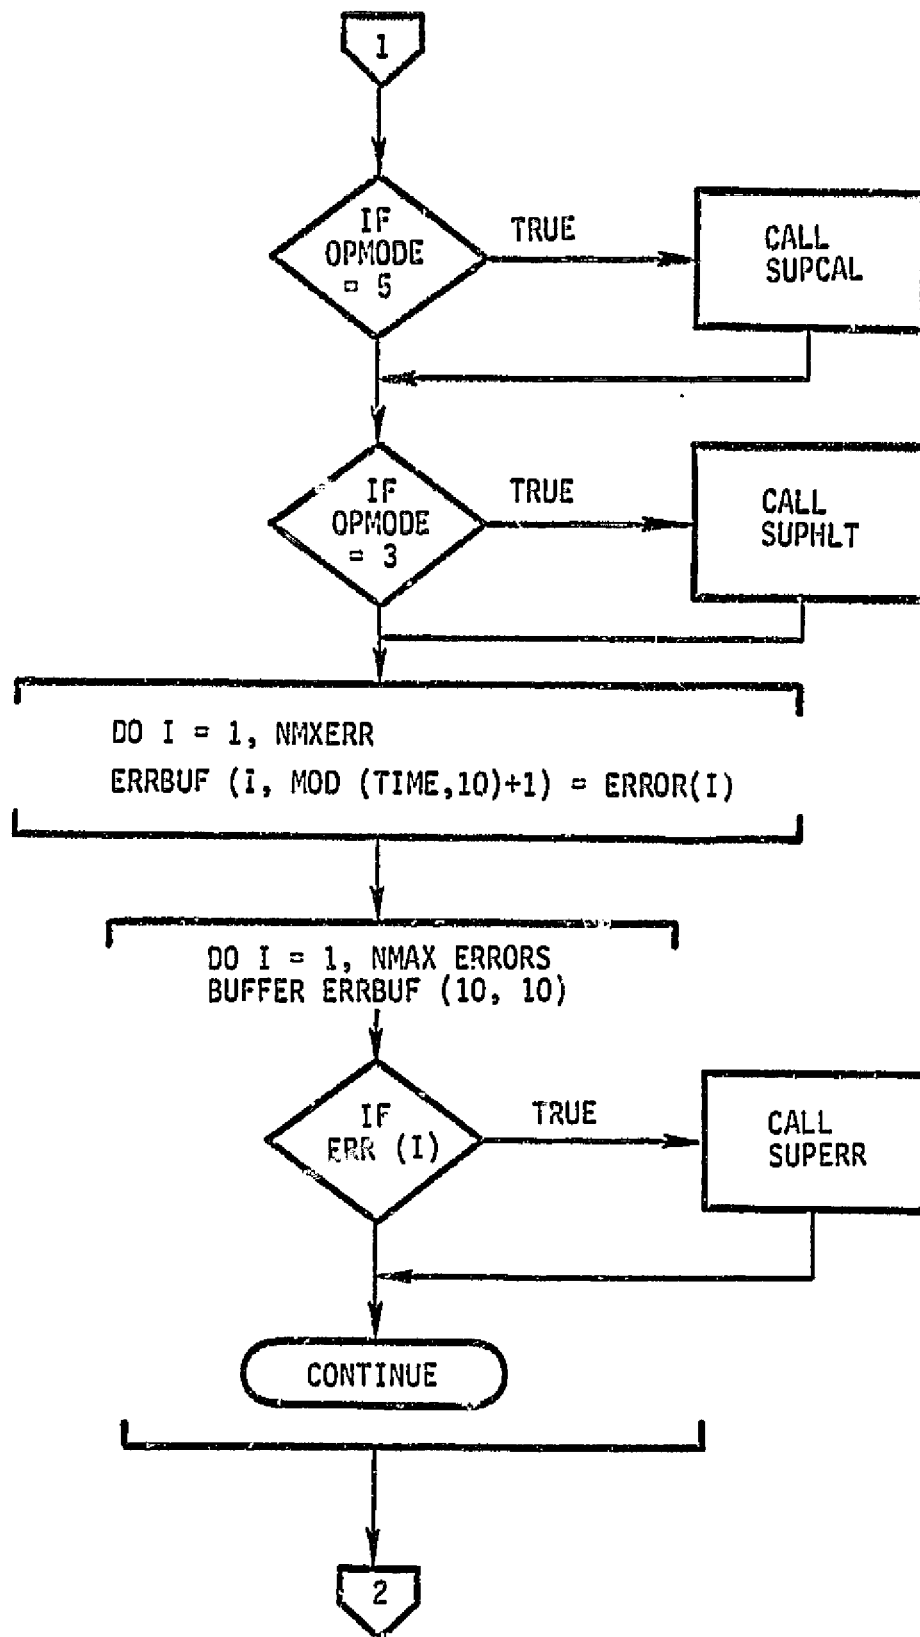 1
IF
OPMODE
= 5
TRUE
CALL
SUPCAL
IF
OPMODE
= 3
TRUE
CALL
SUPHLT
DO I = 1, NMXERR
ERRBUF (I, MOD (TIME,10)+1) = ERROR(I)
DO I = 1, NMAX ERRORS
BUFFER ERRBUF (10, 10)
IF
ERR (I)
TRUE
CALL
SUPERR
CONTINUE
2